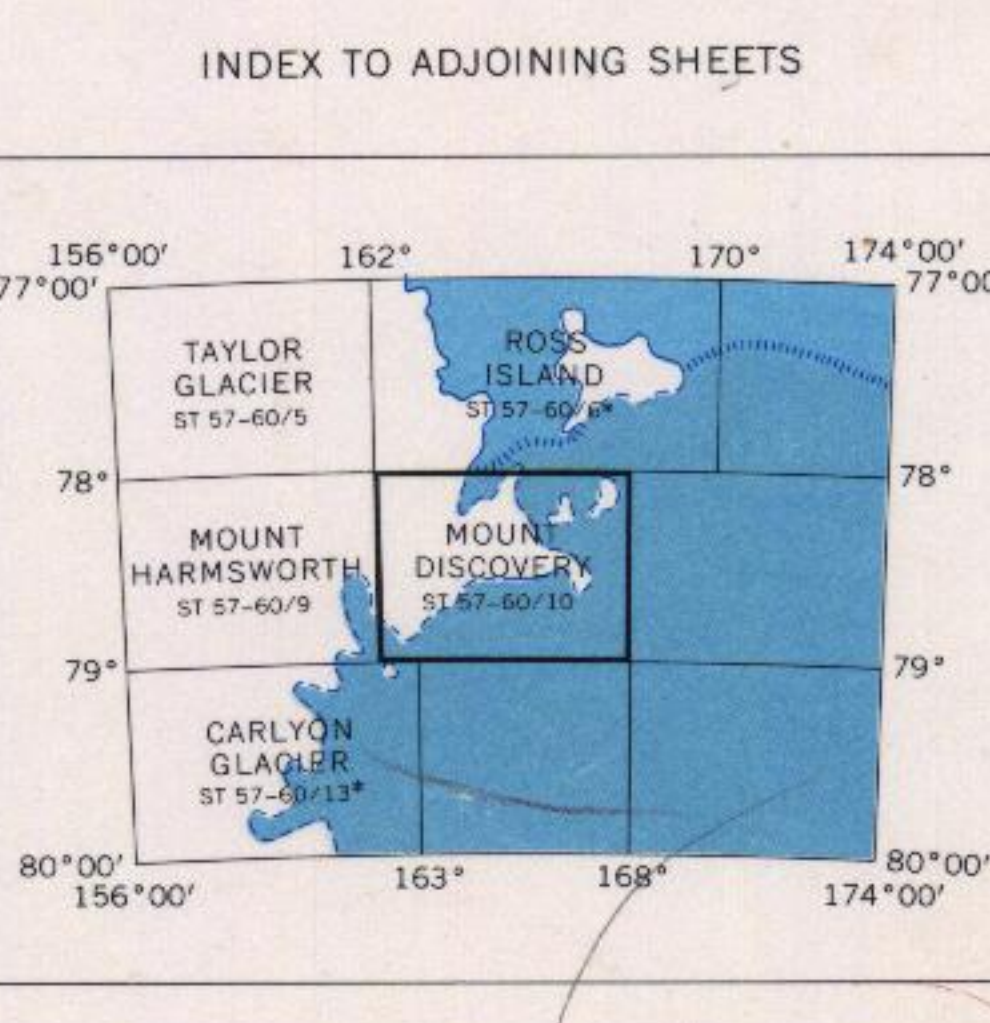 INDEX TO ADJOINING SHEETS
156°00′ 162° 170° 174°00′
77°00′ 77°00
TAYLOR
GLACIER
ST 57-60/5
ROSS
ISLAND
ST 57-60/6*
78° 78°
MOUNT
HARMSWORTH
ST 57-60/9
MOUNT
DISCOVERY
ST 57-60/10
79° 79°
CARLYON
GLACIER
ST 57-60/13*
80°00′ 80°00′
156°00′ 163° 168° 174°00′